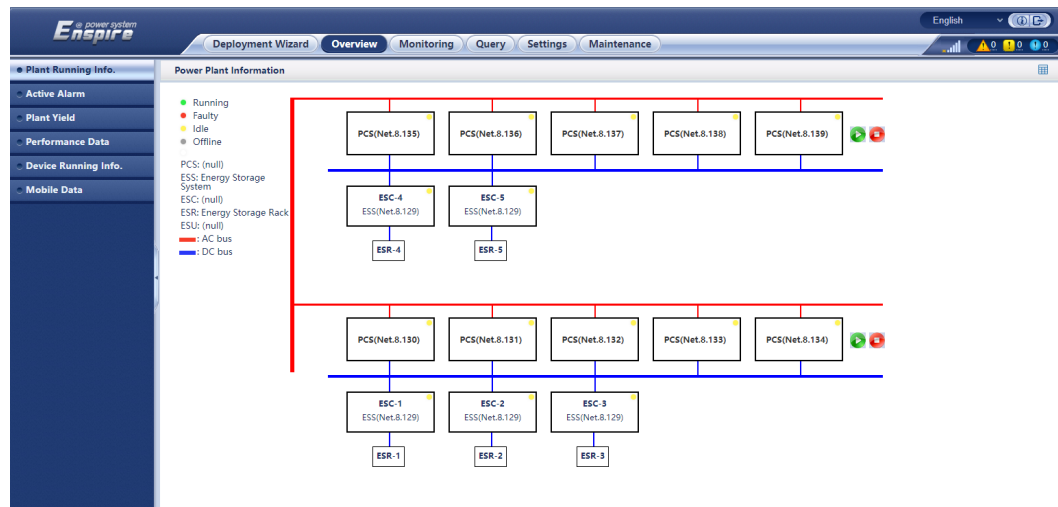 e power system
Enspire
English
Deployment Wizard Overview Monitoring Query Settings Maintenance
0 0 0
Plant Running Info.
Active Alarm
Plant Yield
Performance Data
Device Running Info.
Mobile Data
Power Plant Information
Running
Faulty
Idle
Offline
PCS: (null)
ESS: Energy Storage
System
ESC: (null)
ESR: Energy Storage Rack
ESU: (null)
: AC bus
: DC bus
PCS(Net.8.135) PCS(Net.8.136) PCS(Net.8.137) PCS(Net.8.138) PCS(Net.8.139)
ESC-4 ESC-5
ESS(Net.8.129) ESS(Net.8.129)
ESR-4 ESR-5
PCS(Net.8.130) PCS(Net.8.131) PCS(Net.8.132) PCS(Net.8.133) PCS(Net.8.134)
ESC-1 ESC-2 ESC-3
ESS(Net.8.129) ESS(Net.8.129) ESS(Net.8.129)
ESR-1 ESR-2 ESR-3